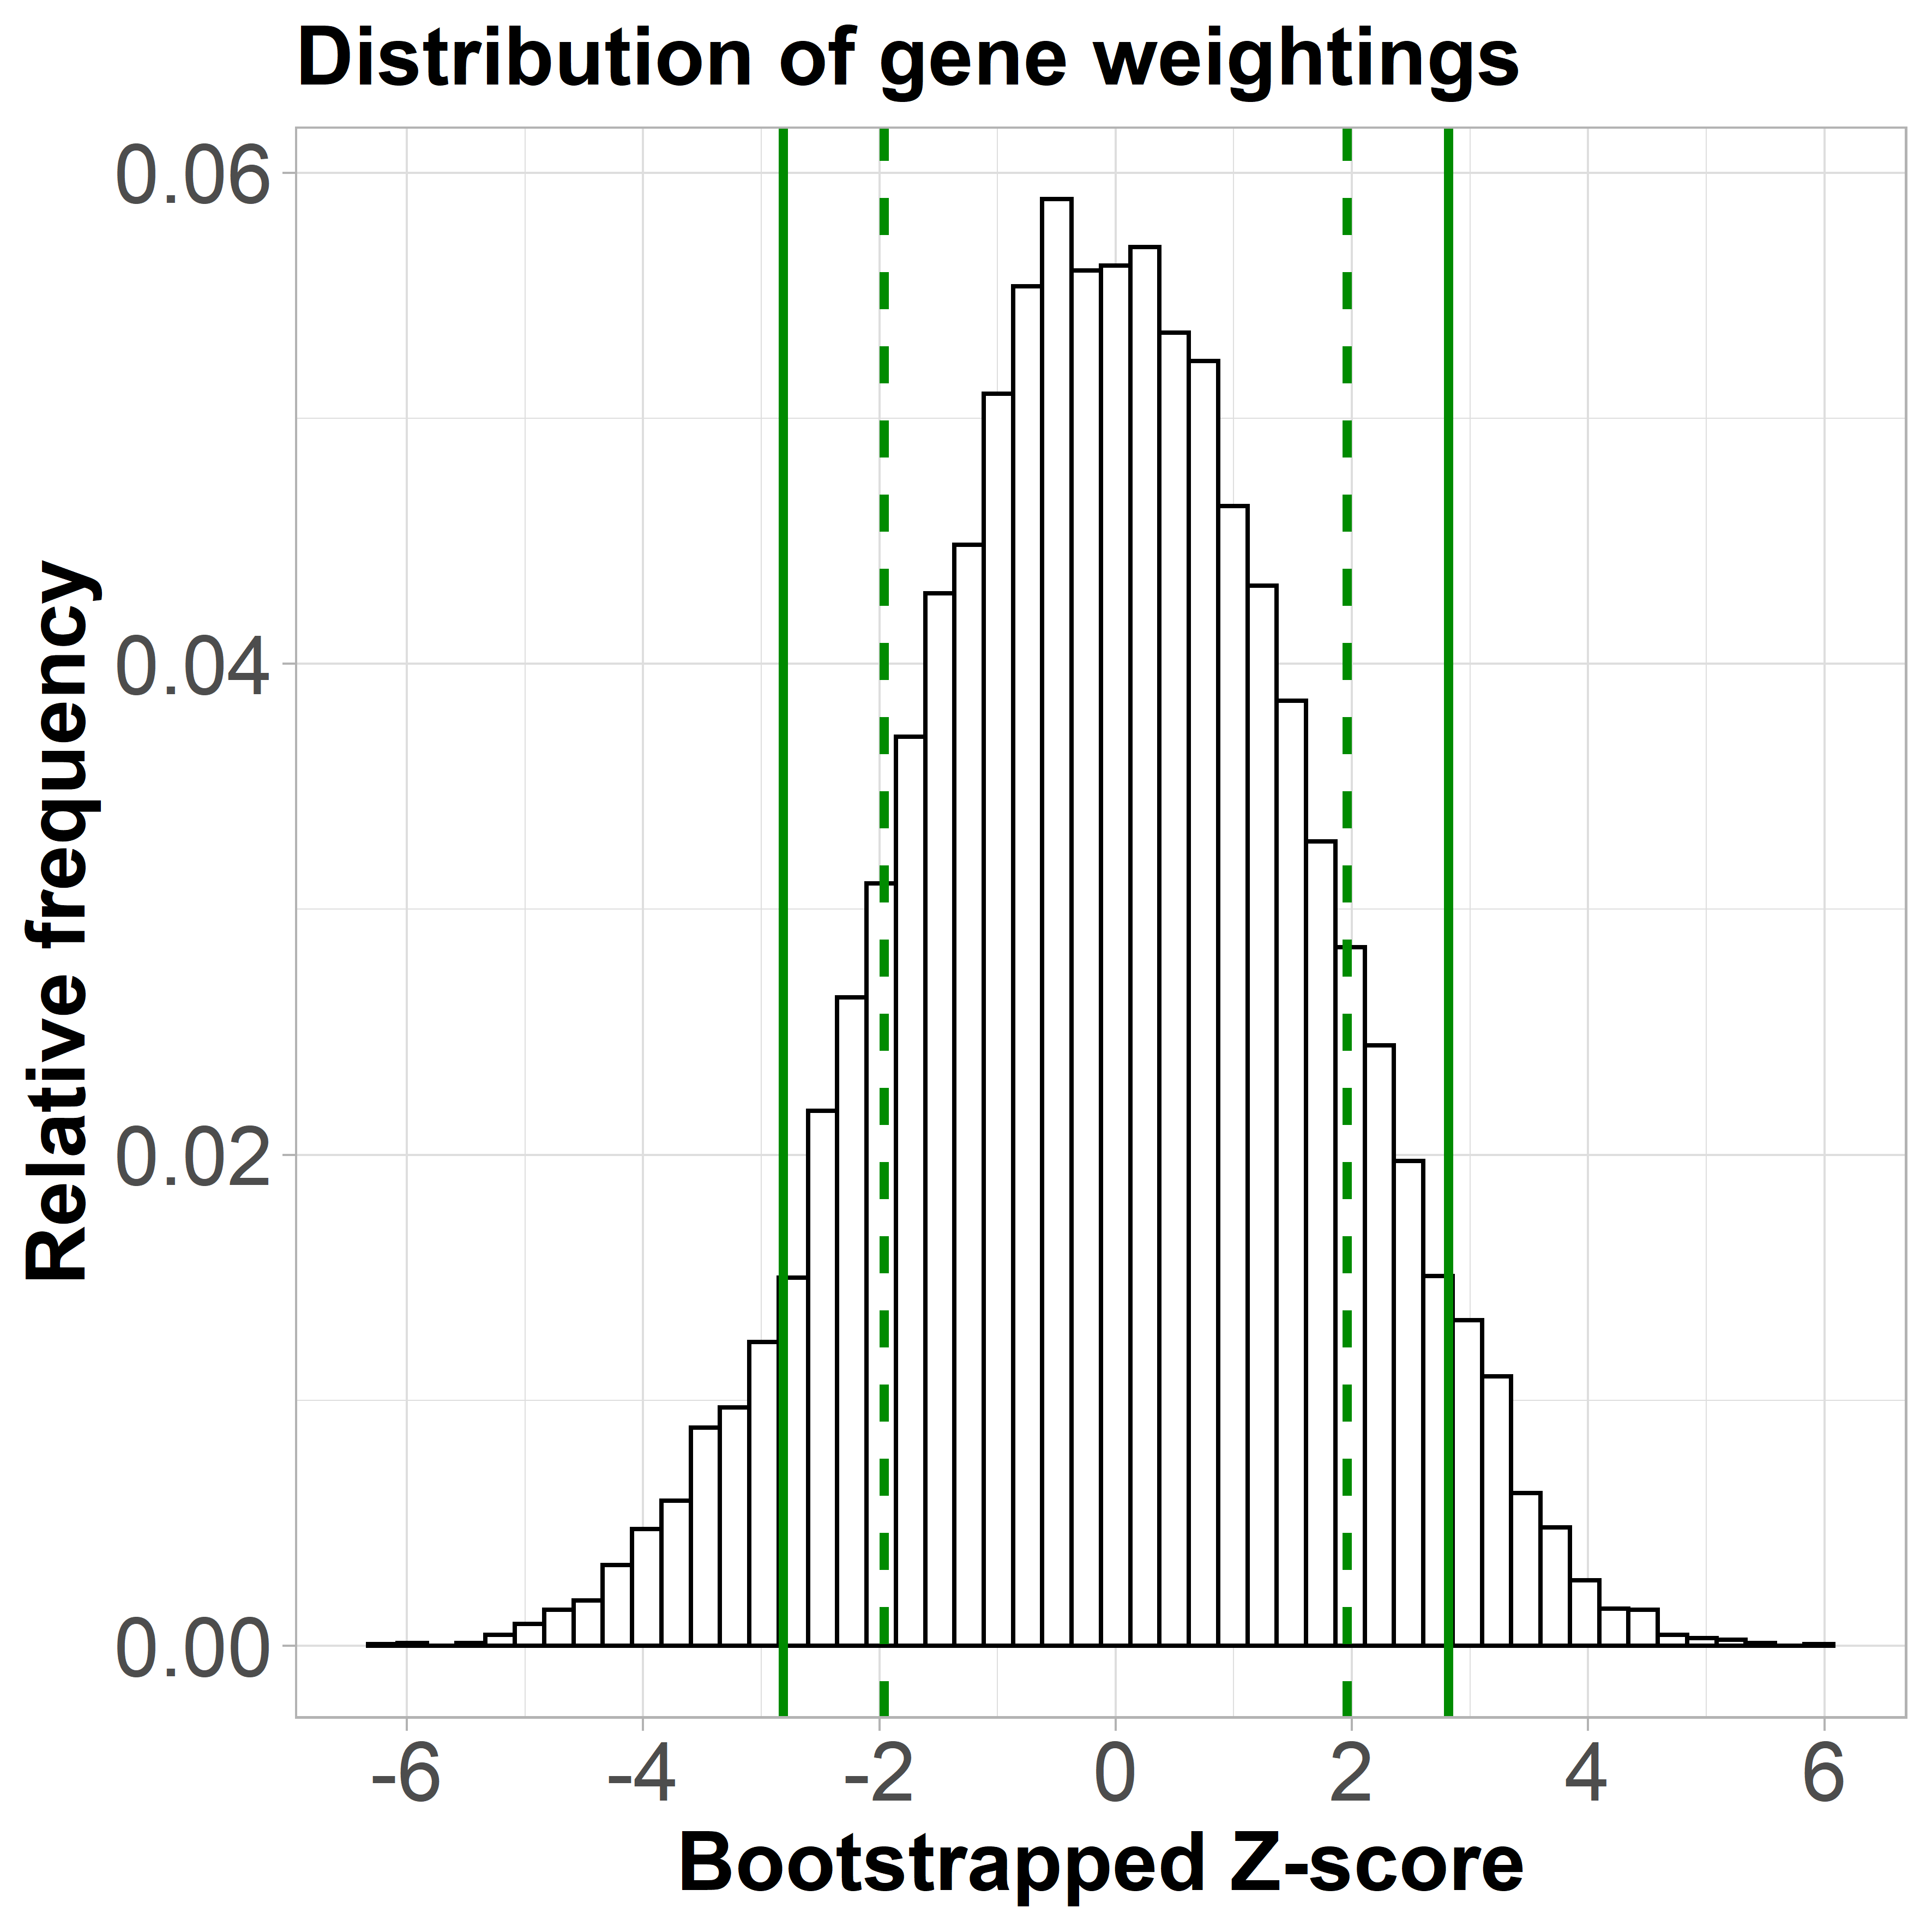 Distribution of gene weightings
0.06
0.04
0.02
0.00
Relative frequency
-6 -4 -2 0 2 4 6
Bootstrapped Z-score